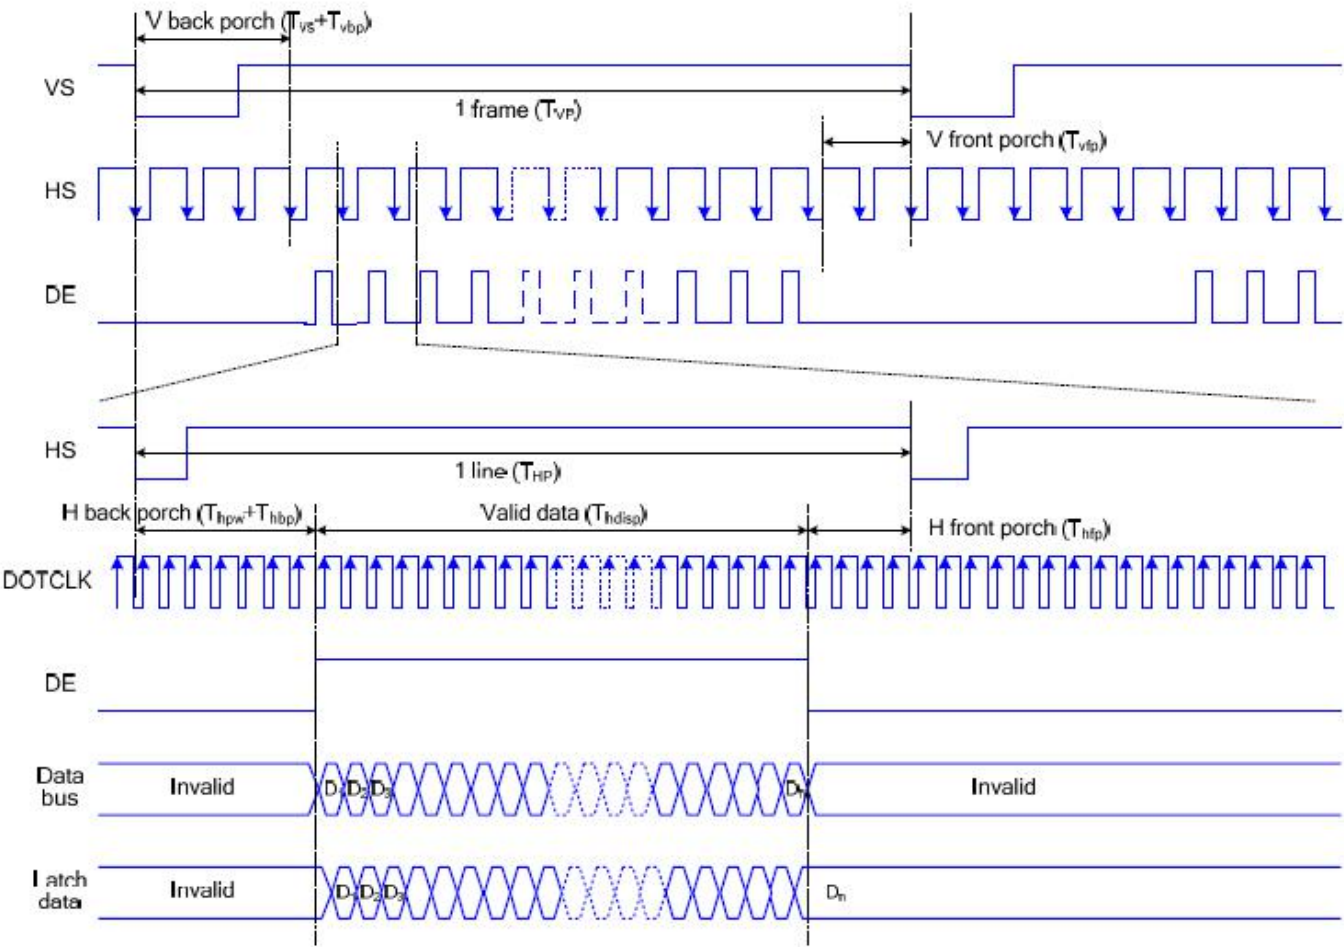 V back porch (Tvs+Tvbp)
VS
1 frame (TVP)
V front porch (Tvfp)
HS
DE
HS
1 line (THP)
H back porch (Thpw+Thbp)
Valid data (Thdisp)
H front porch (Thfp)
DOTCLK
DE
Data
bus
Invalid
D1 D2 D3
Dn
Invalid
Latch
data
Invalid
D1 D2 D3
Dn